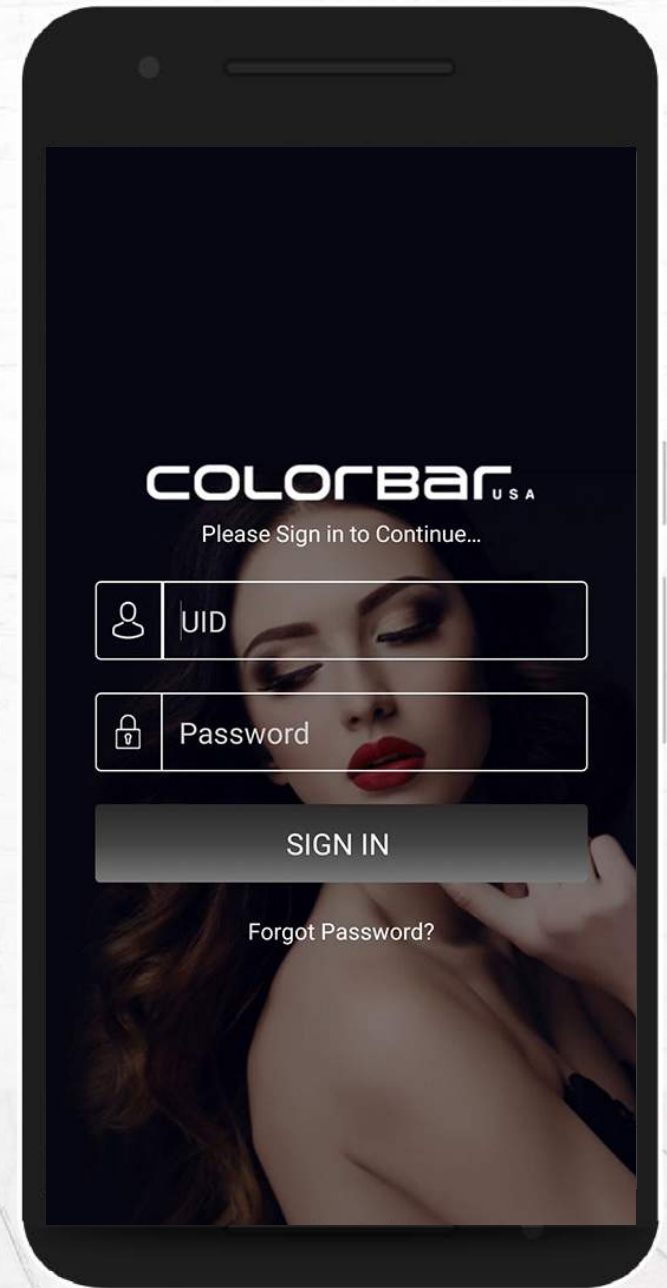 COLORBAR USA
Please Sign in to Continue...
UID
Password
SIGN IN
Forgot Password?